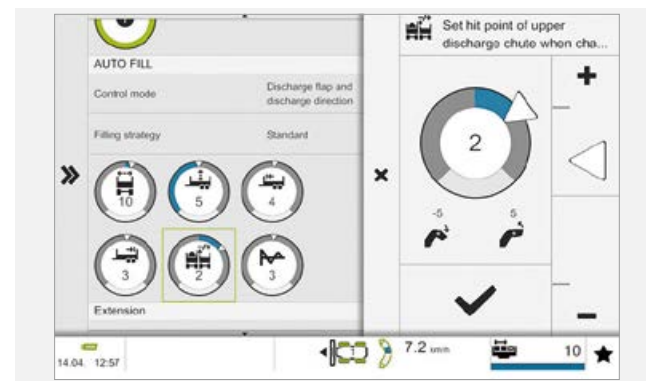 Set hit point of upper
discharge chute when cha...
AUTO FILL
Control mode
Discharge flap and
discharge direction
Filling strategy
Standard
10
5
4
3
2
3
Extension
2
-5
5
14.04. 12:57
1
7.2 km/h
10